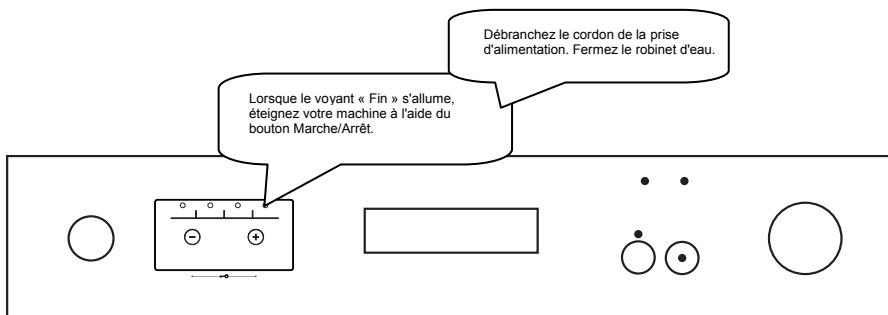 Débranchez le cordon de la prise
d'alimentation. Fermez le robinet d'eau.
Lorsque le voyant « Fin » s'allume,
éteignez votre machine à l'aide du
bouton Marche/Arrêt.